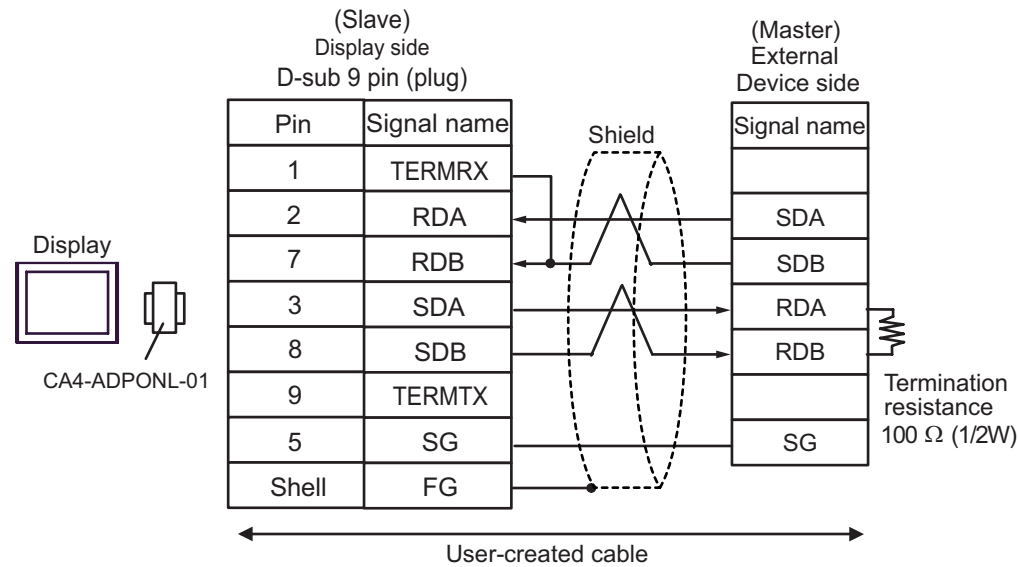 (Slave)
Display side
D-sub 9 pin (plug)
(Master)
External
Device side
Pin Signal name
Shield
Signal name
1 TERMRX
2 RDA
SDA
Display
7 RDB
SDB
3 SDA
RDA
8 SDB
RDB
CA4-ADPONL-01
9 TERMTX
Termination
resistance
100 Ω (1/2W)
5 SG
SG
Shell FG
User-created cable